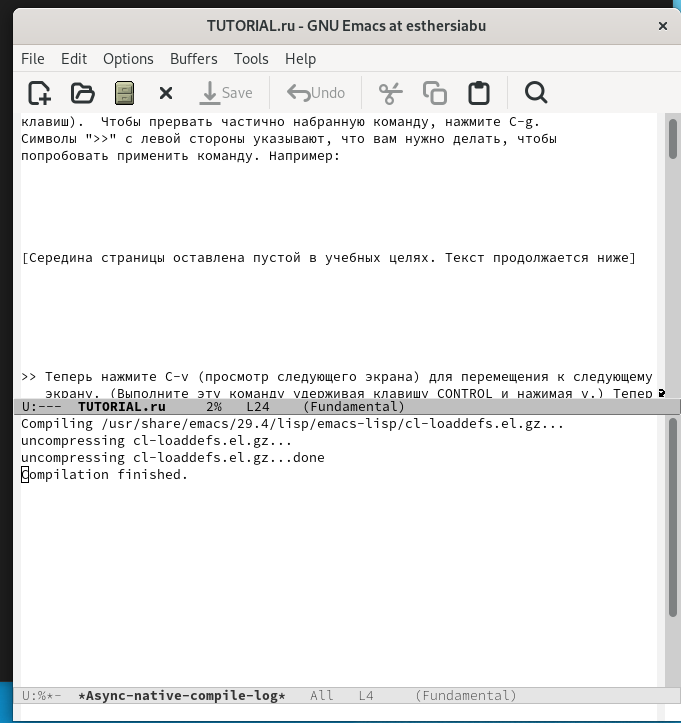 TUTORIAL.ru - GNU Emacs at esthersiabu
File Edit Options Buffers Tools Help
Save Undo
клавиш). Чтобы прервать частично набранную команду, нажмите C-g.
Символы ">>" с левой стороны указывают, что вам нужно делать, чтобы
попробовать применить команду. Например:
[Середина страницы оставлена пустой в учебных целях. Текст продолжается ниже]
>> Теперь нажмите C-v (просмотр следующего экрана) для перемещения к следующему
экрану. (Выполните эту команду удерживая клавишу CONTROL и нажимая v.) Тепер
U:--- TUTORIAL.ru 2% L24 (Fundamental)
Compiling /usr/share/emacs/29.4/lisp/emacs-lisp/cl-loaddefs.el.gz...
uncompressing cl-loaddefs.el.gz...
uncompressing cl-loaddefs.el.gz...done
Compilation finished.
U:%*- *Async-native-compile-log* All L4 (Fundamental)